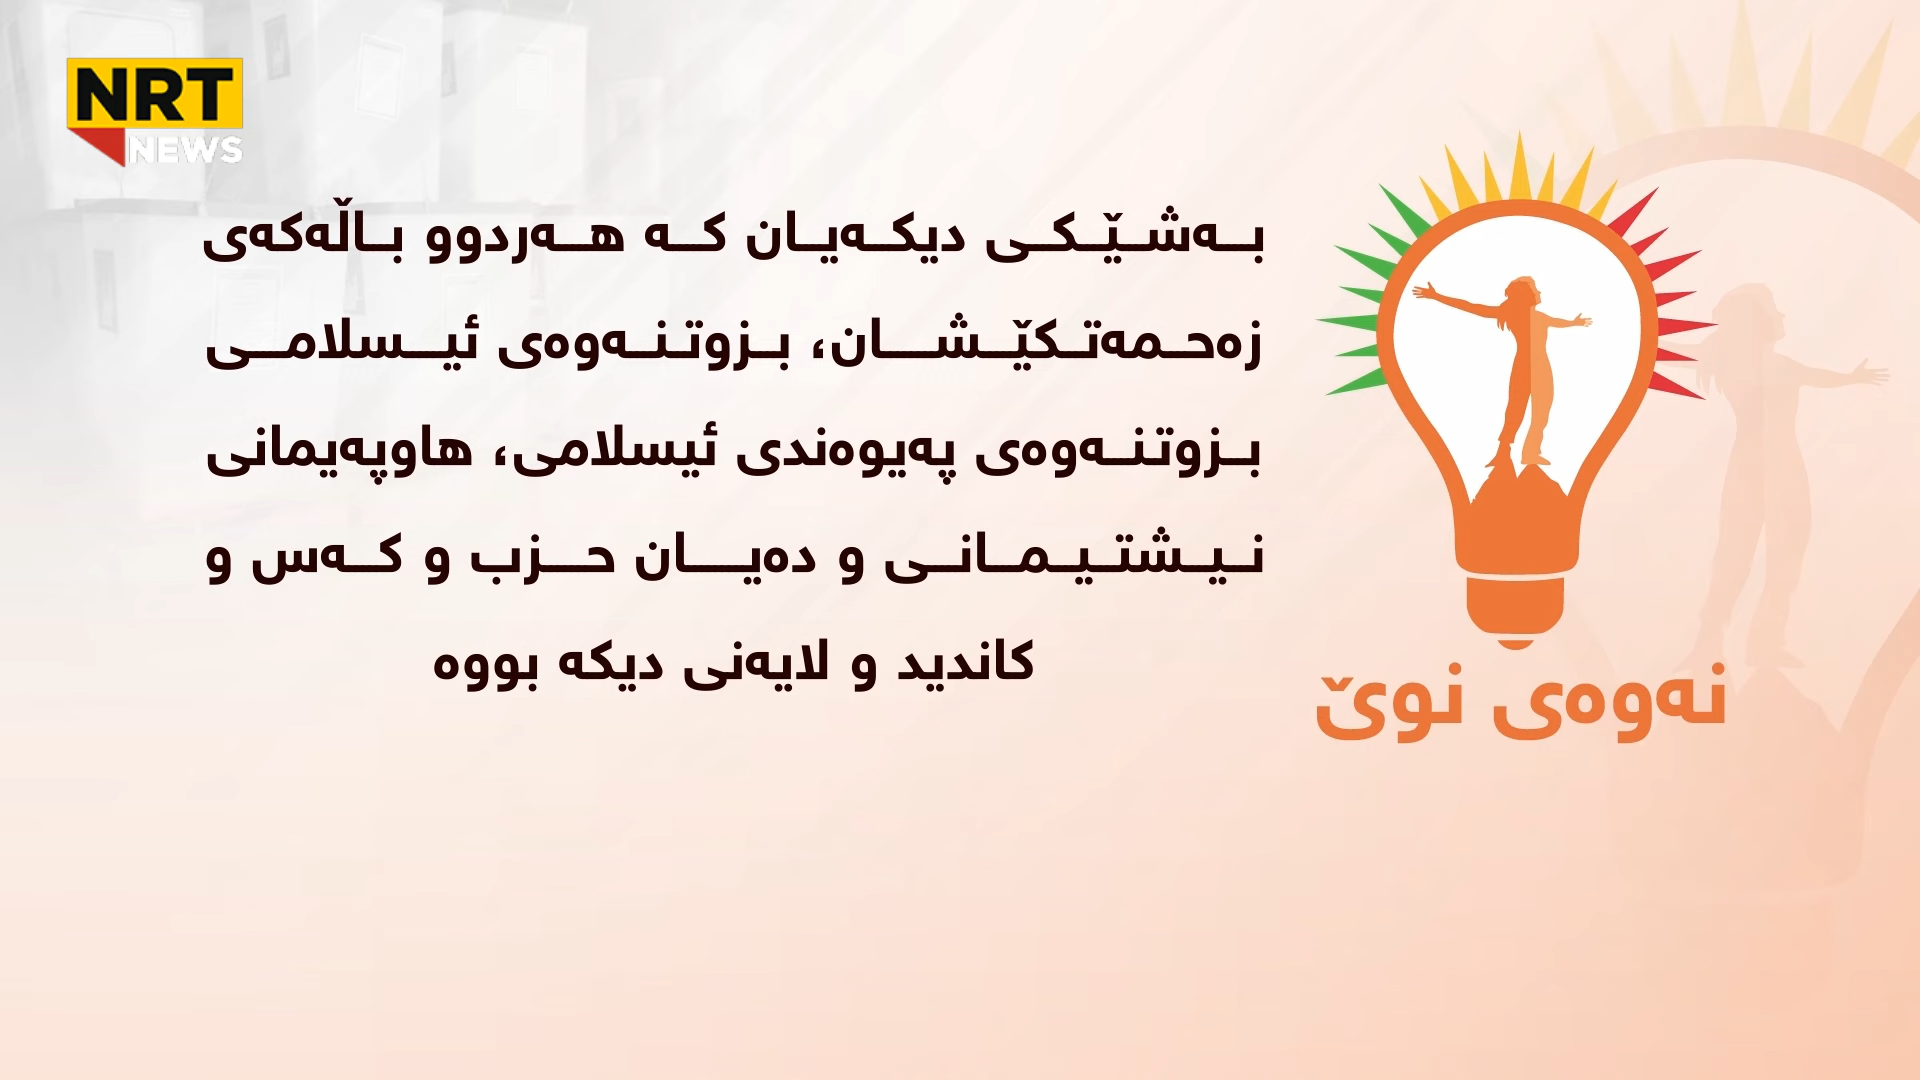 NRT
NEWS
بەشێکی دیکەیان کە هەردوو باڵەکەی
زەحمەتکێشان، بزوتنەوەی ئیسلامی
بزوتنەوەی پەیوەندی ئیسلامی، هاوپەیمانی
نیشتیمانی و دەیان حزب و کەس و
کاندید و لایەنی دیکە بووە
نەوەی نوێ